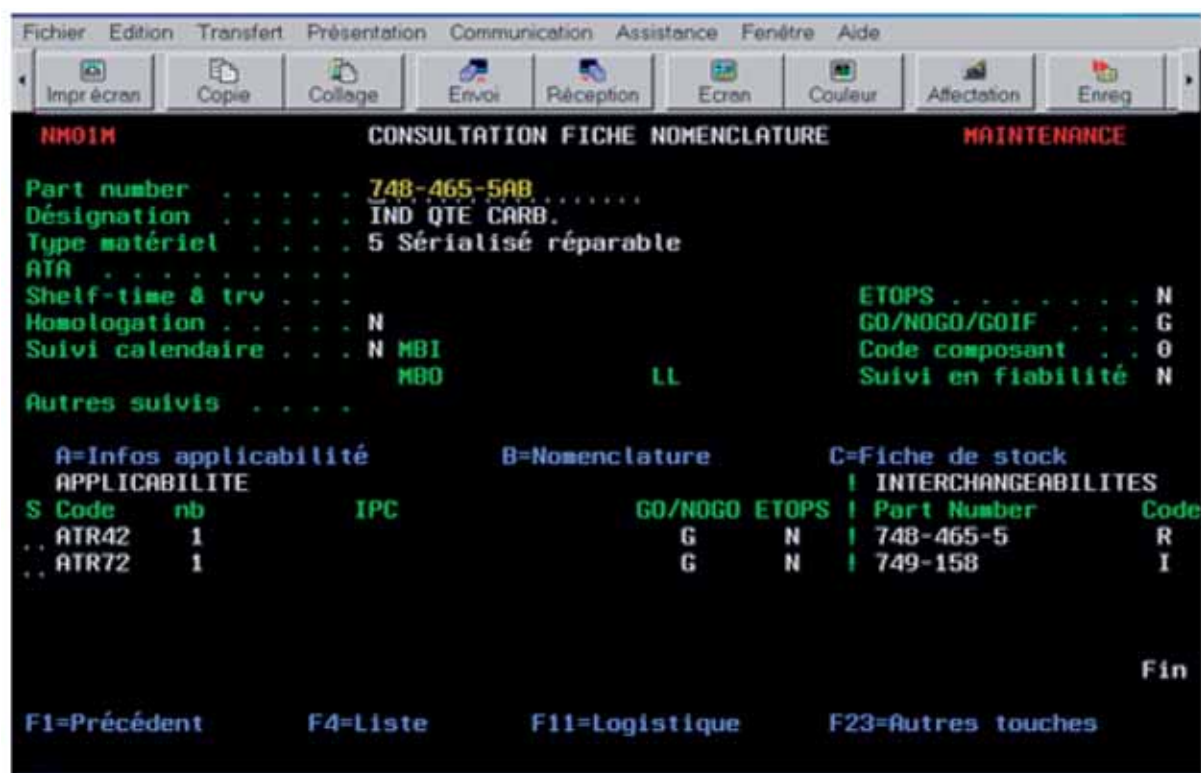 Fichier Edition Transfert Présentation Communication Assistance Fenêtre Aide
Impr écran Copie Collage Envoi Réception Ecran Couleur Affectation Enreg
NMO1M CONSULTATION FICHE NOMENCLATURE MAINTENANCE
Part number . . . . . . 748-465-5AB
Désignation . . . . . IND QTE CARB.
Type matériel . . . . 5 Sérialisé réparable
ATA . . . . . . . . .
Shelf-time & trv . . . ETOPS . . . . . . . N
Homologation . . . . . N GO/NOGO/GOIF . . . G
Suivi calendaire . . . N MBI Code composant . . 0
MBO LL Suivi en fiabilité N
Autres suivis . . . .
A=Infos applicabilité B=Nomenclature C=Fiche de stock
APPLICABILITE ! INTERCHANGEABILITES
S Code nb IPC GO/NOGO ETOPS ! Part Number Code
.. ATR42 1 G N ! 748-465-5 R
.. ATR72 1 G N ! 749-158 I
Fin
F1=Précédent F4=Liste F11=Logistique F23=Autres touches